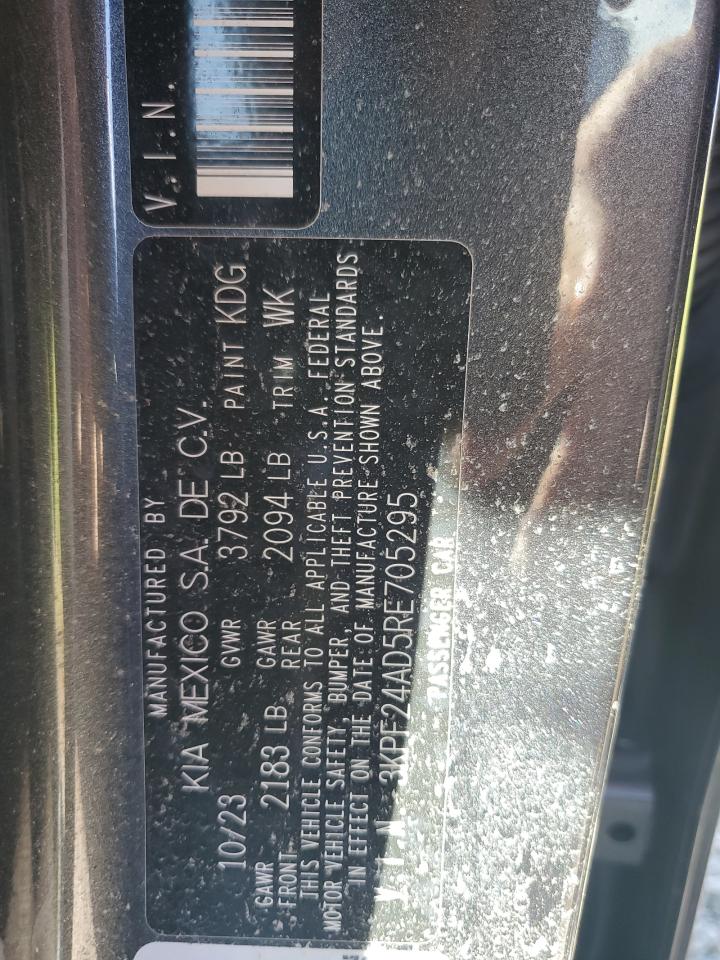 V.I.N.
MANUFACTURED BY
KIA MEXICO S.A. DE C.V.
10/23 GVWR 3792 LB PAINT KDG
GAWR FRONT 2183 LB GAWR REAR 2094 LB TRIM WK
THIS VEHICLE CONFORMS TO ALL APPLICABLE U.S.A. FEDERAL
MOTOR VEHICLE SAFETY, BUMPER, AND THEFT PREVENTION STANDARDS
IN EFFECT ON THE DATE OF MANUFACTURE SHOWN ABOVE.
V.I.N 3KPF24AD5RE705295
PASSENGER CAR